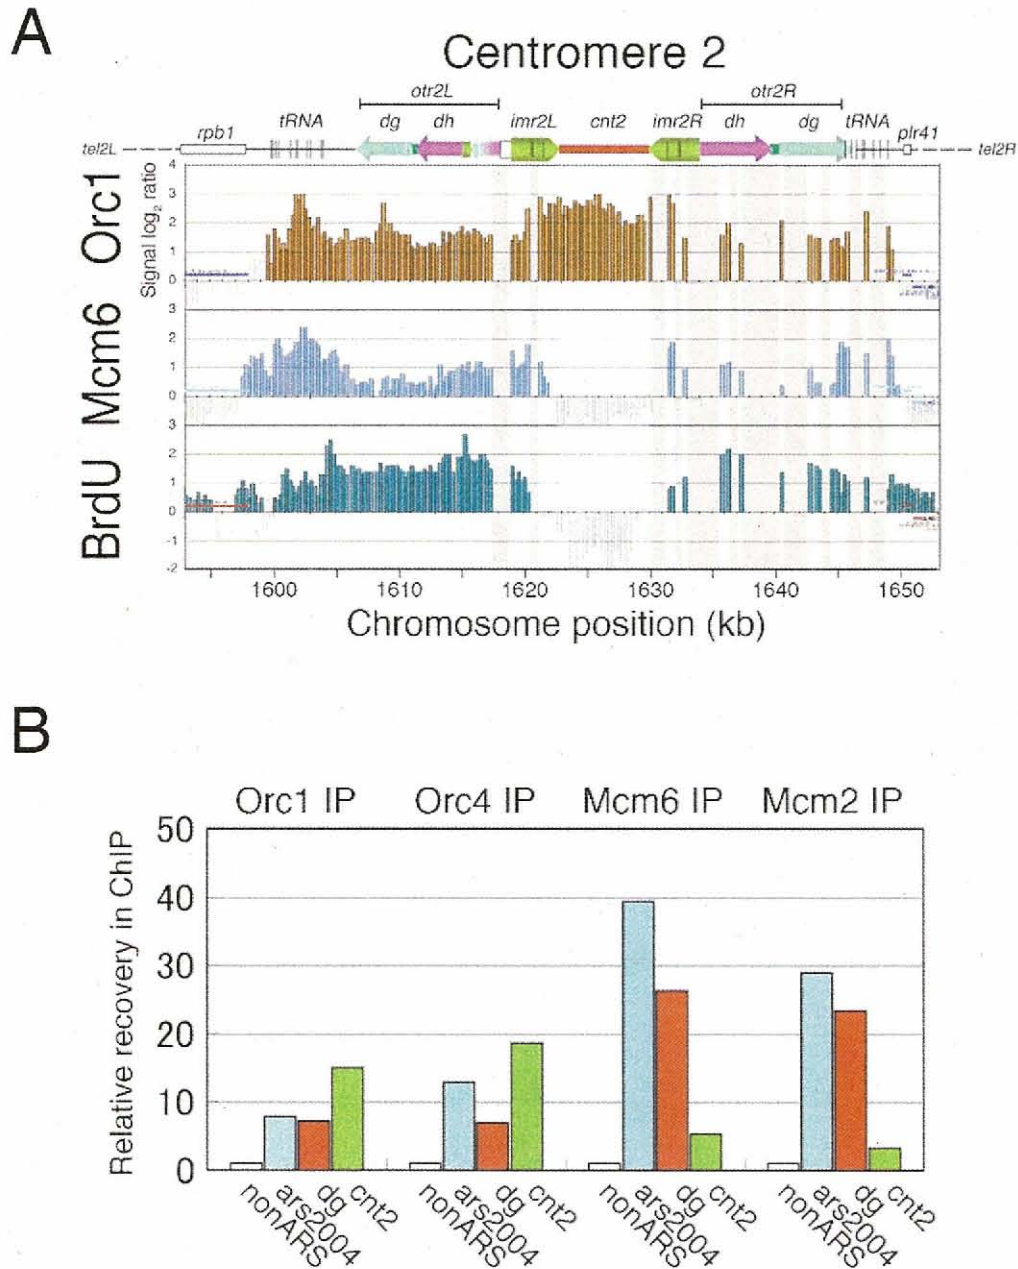 A
Centromere 2
otr2L
otr2R
rpb1 tRNA dg dh imr2L cnt2 imr2R dh dg tRNA plr41
tel2L
tel2R
Orc1
Signal log2 ratio
4
3
2
1
0
Mcm6
3
2
1
0
BrdU
3
2
1
0
-1
-2
1600 1610 1620 1630 1640 1650
Chromosome position (kb)
B
Orc1 IP Orc4 IP Mcm6 IP Mcm2 IP
Relative recovery in ChIP
50
40
30
20
10
0
nonARS ars2004 dg cnt2 nonARS ars2004 dg cnt2 nonARS ars2004 dg cnt2 nonARS ars2004 dg cnt2